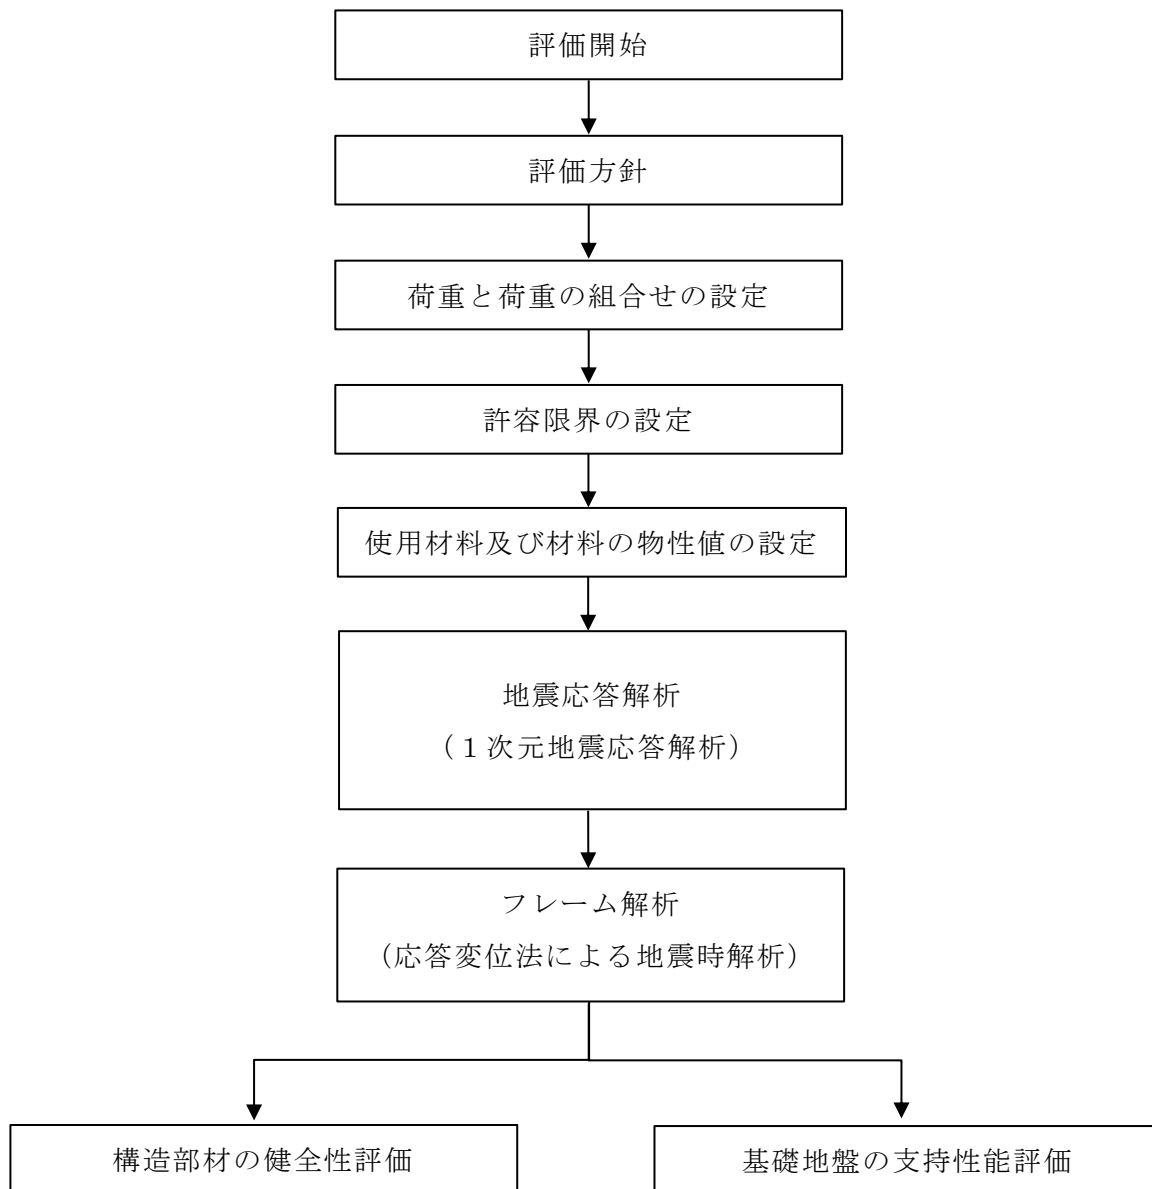 評価開始
評価方針
荷重と荷重の組合せの設定
許容限界の設定
使用材料及び材料の物性値の設定
地震応答解析
（１次元地震応答解析）
フレーム解析
（応答変位法による地震時解析）
構造部材の健全性評価
基礎地盤の支持性能評価